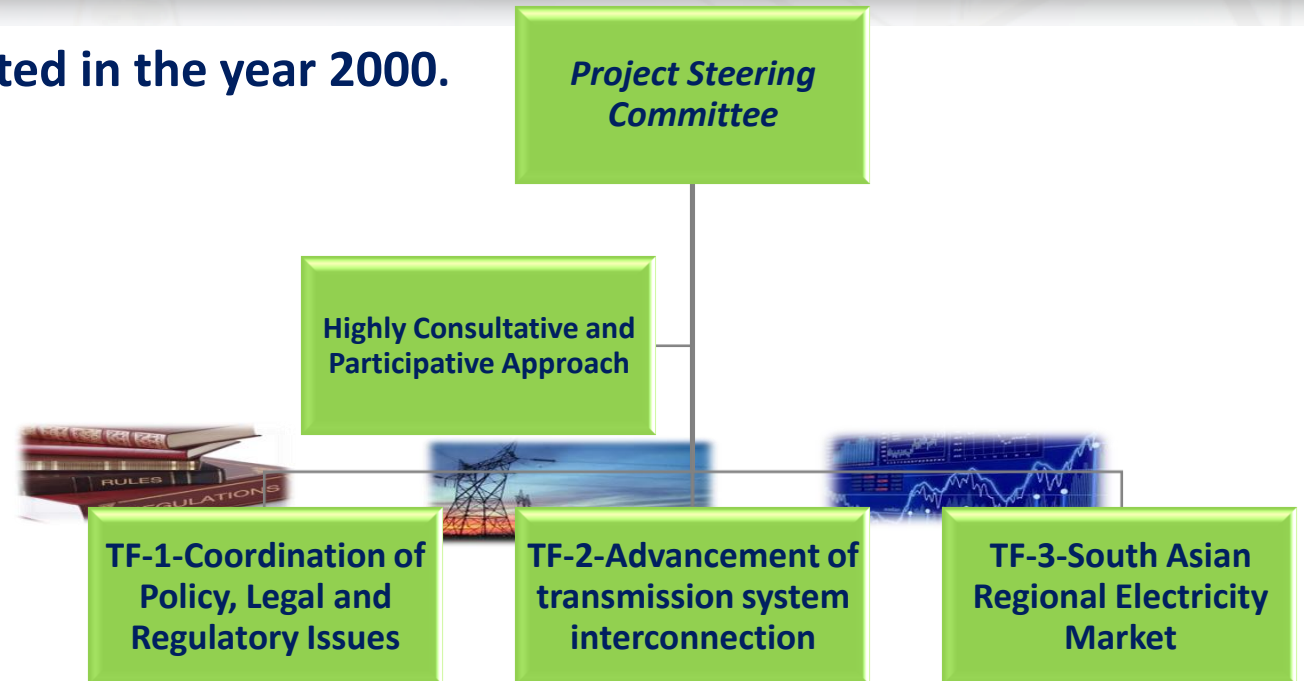 ted in the year 2000.
Project Steering
Committee
Highly Consultative and
Participative Approach
RULES
REGULATIONS
TF-1-Coordination of
Policy, Legal and
Regulatory Issues
TF-2-Advancement of
transmission system
interconnection
TF-3-South Asian
Regional Electricity
Market